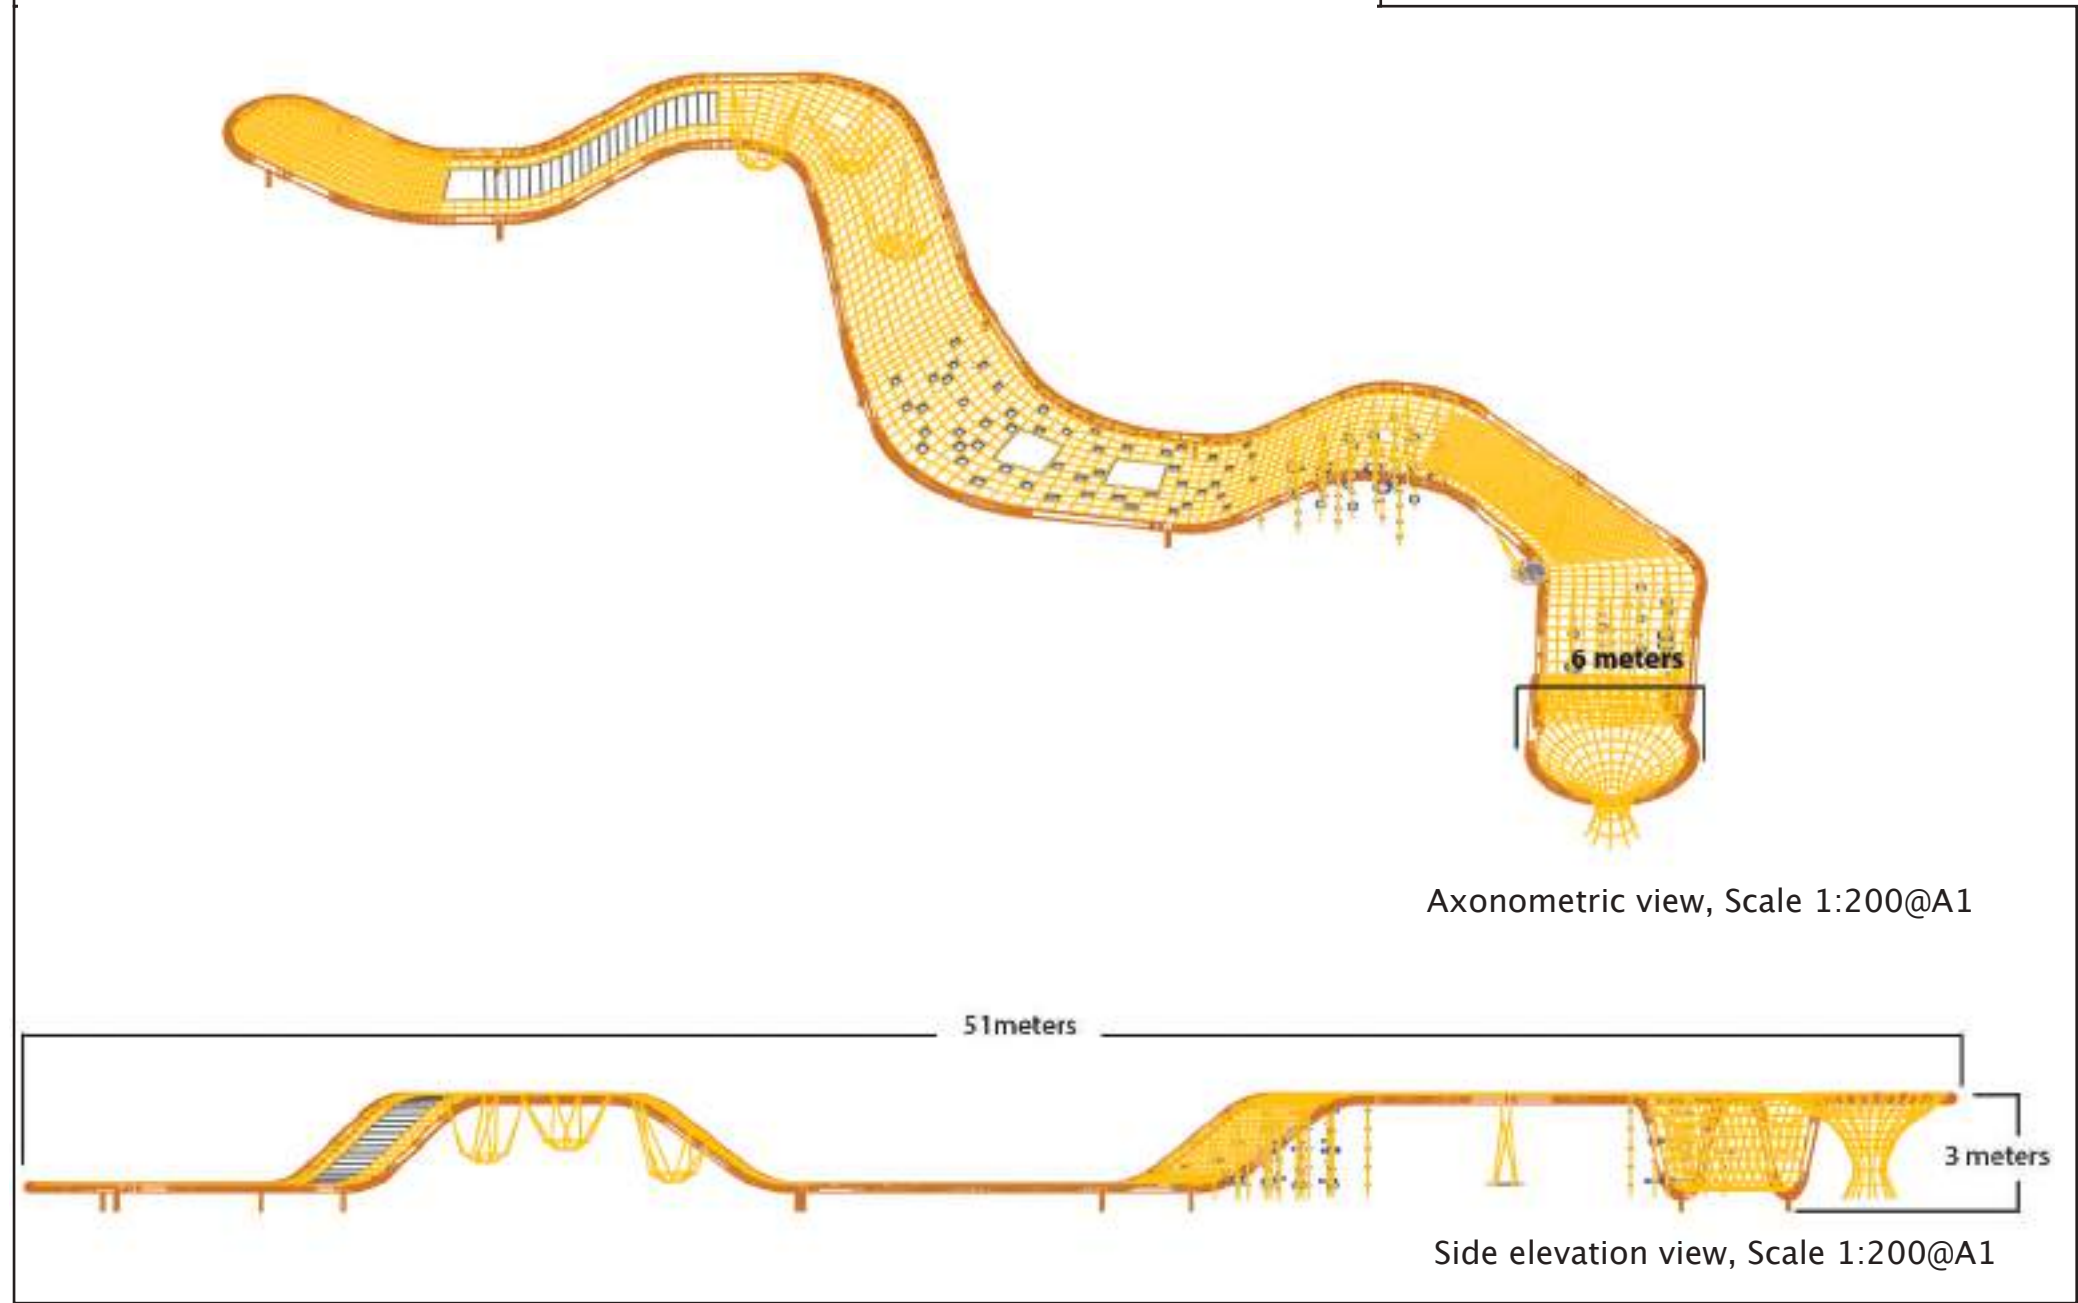 6 meters
Axonometric view, Scale 1:200@A1
51meters
3 meters
Side elevation view, Scale 1:200@A1